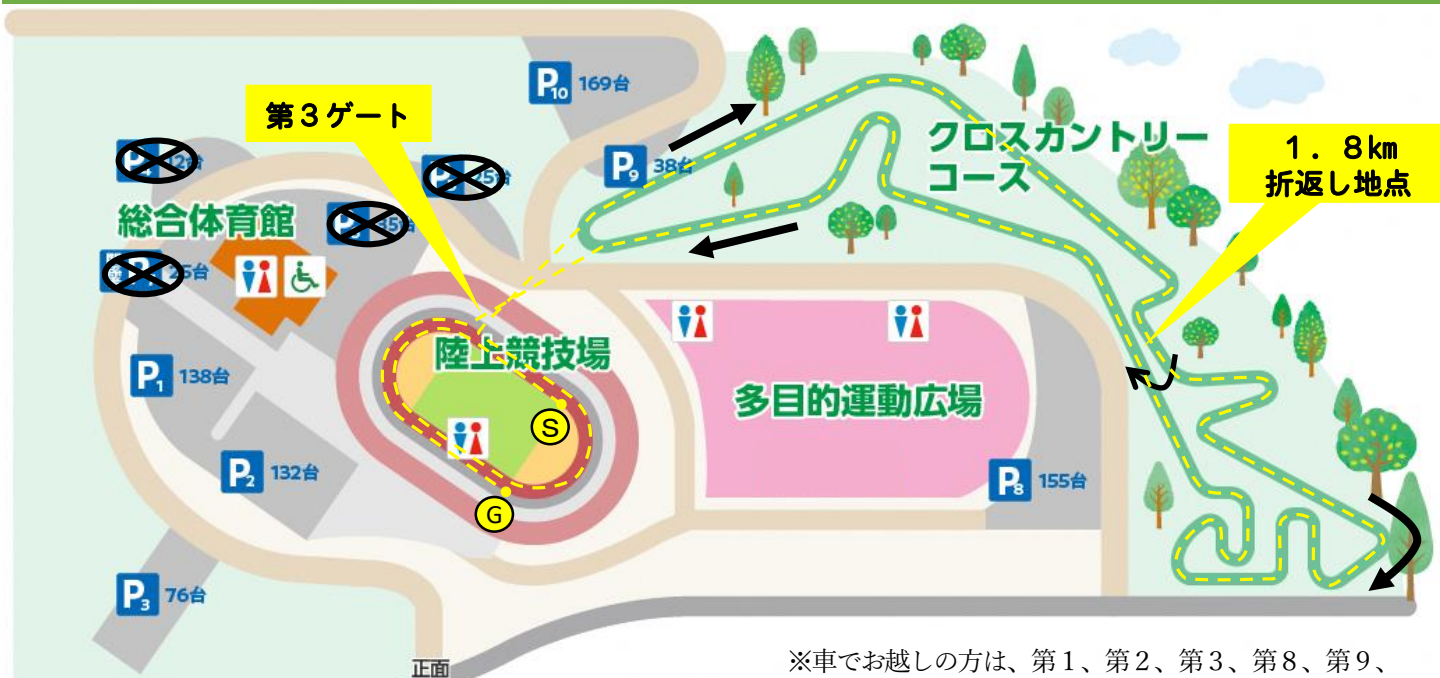 P10 169台
第３ゲート
クロスカントリー
コース
１．８㎞
折返し地点
P9 38台
総合体育館
25台
陸上競技場
P1 138台
多目的運動広場
S
P2 132台
P8 155台
G
P3 76台
正面
※車でお越しの方は、第１、第２、第３、第８、第９、